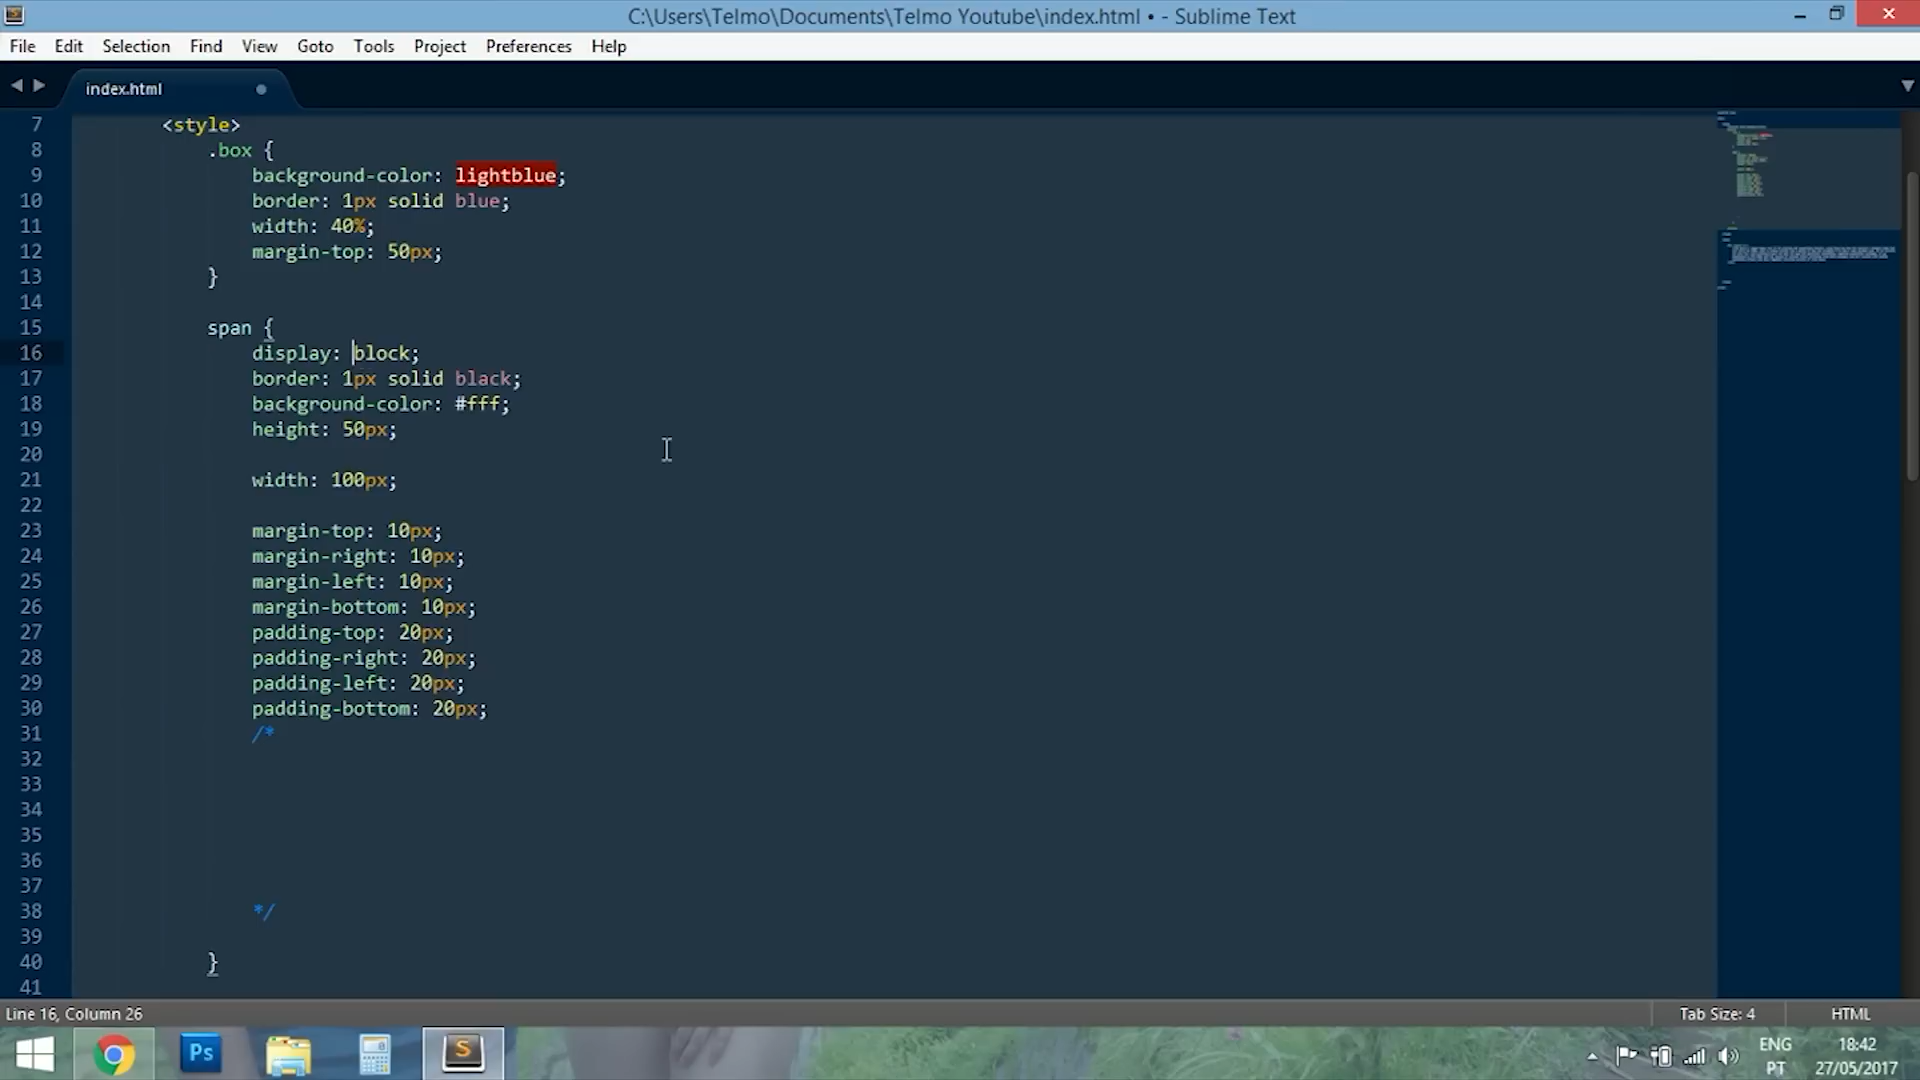 C:\Users\Telmo\Documents\Telmo Youtube\index.html • - Sublime Text
File Edit Selection Find View Goto Tools Project Preferences Help
index.html
7 <style>
8 .box {
9 background-color: lightblue;
10 border: 1px solid blue;
11 width: 40%;
12 margin-top: 50px;
13 }
14
15 span {
16 display: block;
17 border: 1px solid black;
18 background-color: #fff;
19 height: 50px;
20
21 width: 100px;
22
23 margin-top: 10px;
24 margin-right: 10px;
25 margin-left: 10px;
26 margin-bottom: 10px;
27 padding-top: 20px;
28 padding-right: 20px;
29 padding-left: 20px;
30 padding-bottom: 20px;
31 /*
32
33
34
35
36
37
38 */
39
40 }
41
Line 16, Column 26 Tab Size: 4 HTML
Ps
S
ENG 18:42
PT 27/05/2017